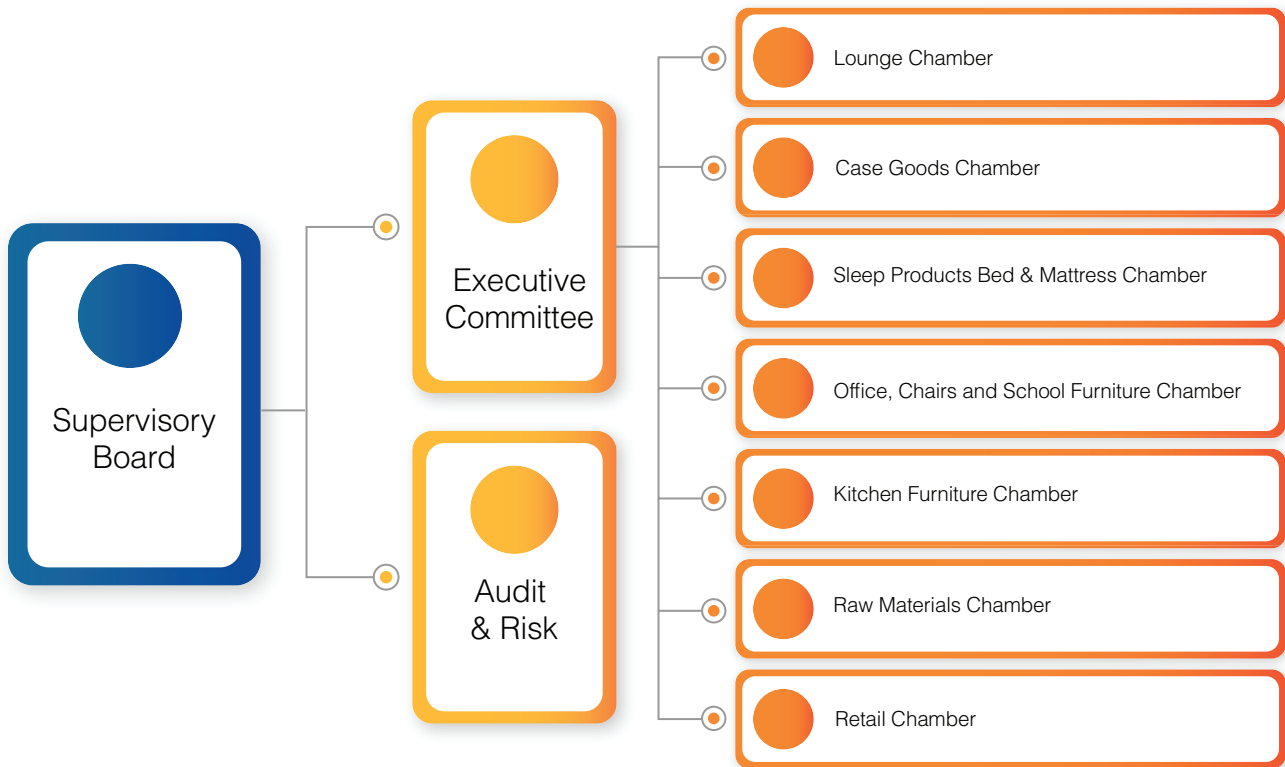 Supervisory
Board
Executive
Committee
Audit
& Risk
Lounge Chamber
Case Goods Chamber
Sleep Products Bed & Mattress Chamber
Office, Chairs and School Furniture Chamber
Kitchen Furniture Chamber
Raw Materials Chamber
Retail Chamber